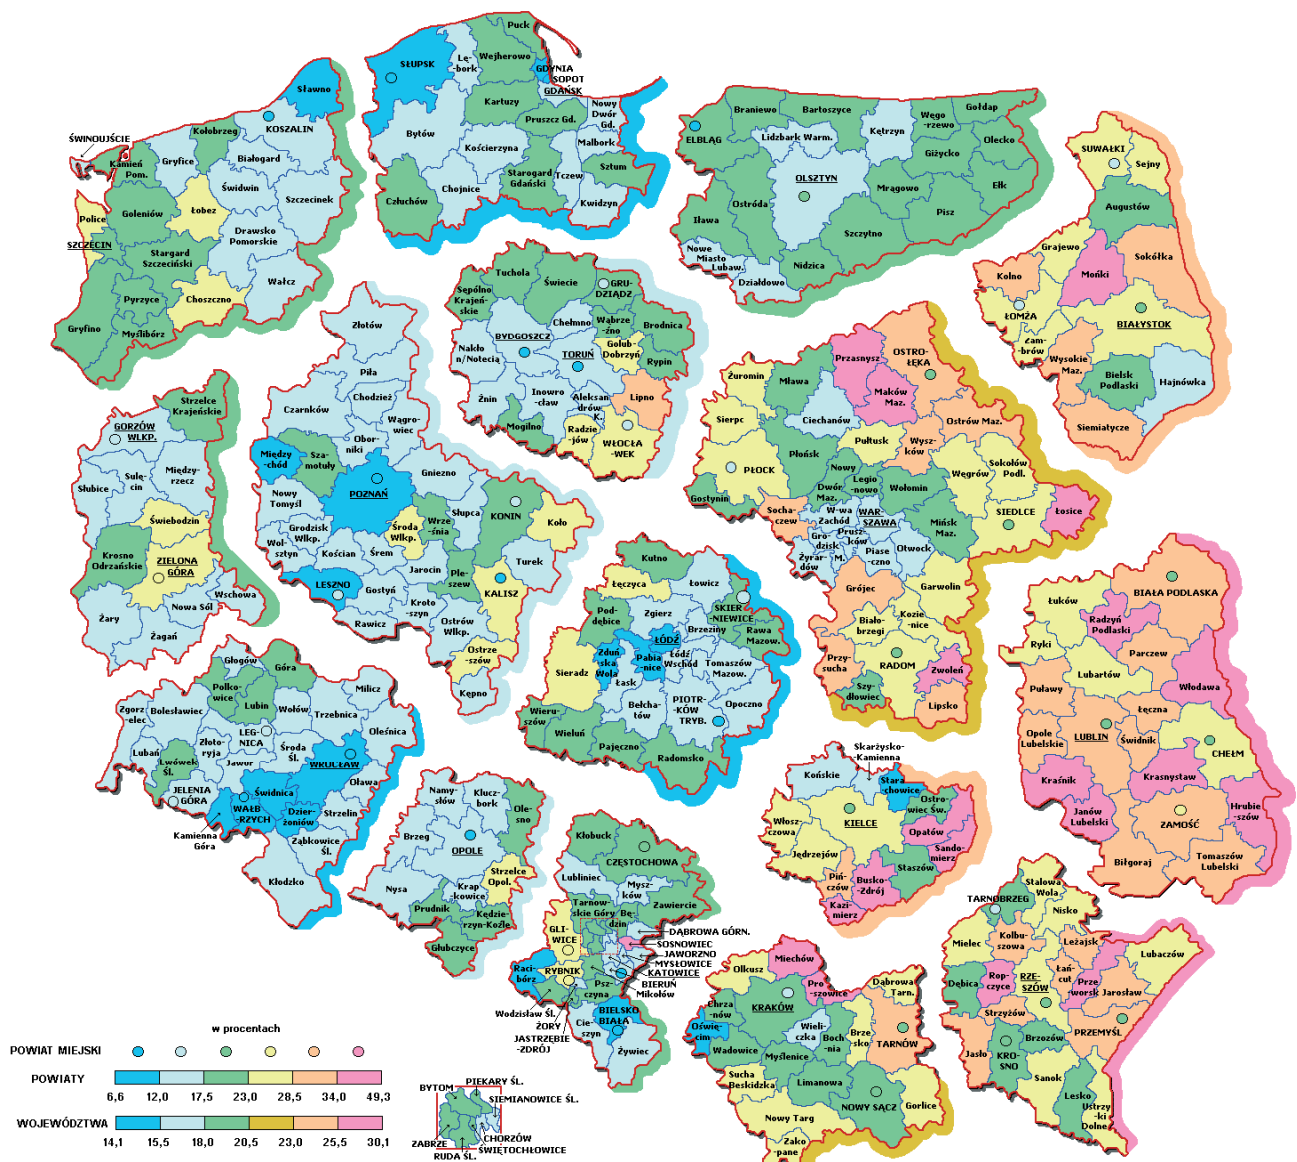 Sławno
KOSZALIN
ŚWINOUJŚCIE
Kołobrzeg
Kamień
Pom.
Gryfice
Białogard
Świdwin
Szczecinek
Police
Goleniów
Łobez
SZCZECIN
Drawsko
Pomorskie
Stargard
Szczeciński
Wałcz
Pyrzyce
Choszczno
Gryfino
Myślibórz
Puck
SŁUPSK
Lę-
bork
Wejherowo
GDYNIA
SOPOT
GDAŃSK
Kartuzy
Nowy
Dwór
Gd.
Pruszcz Gd.
Bytów
Kościerzyna
Malbork
Starogard
Gdański
Tczew
Sztum
Chojnice
Człuchów
Kwidzyn
Braniewo
Bartoszyce
Węgo-
-rzewo
Gołdap
ELBLĄG
Lidzbark Warm.
Kętrzyn
Olecko
Giżycko
OLSZTYN
Mrągowo
Ełk
Ostróda
Pisz
Iława
Szczytno
Nowe
Miasto
Lubaw.
Nidzica
Działdowo
SUWAŁKI
Sejny
Augustów
Grajewo
Kolno
Mońki
Sokółka
ŁOMŻA
BIAŁYSTOK
Zam-
-brów
Wysokie
Maz.
Bielsk
Podlaski
Hajnówka
Siemiatycze
Tuchola
Sępólno
Krajeń-
skie
Świecie
GRU-
DZIĄDZ
Chełmno
Wąbrze-
-źno
Brodnica
BYDGOSZCZ
TORUŃ
Golub-
Dobrzyń
Rypin
Nakło
n/Notecią
Inowro
-cław
Aleksan-
drów
K.
Lipno
Żnin
Mogilno
Radzie
-jów
WŁOCŁA
-WEK
Złotów
Piła
Chodzież
Czarnków
Wągro-
wiec
Obor-
niki
Między
-chód
Sza-
motuły
Gniezno
POZNAŃ
Nowy
Tomyśl
Słupca
KONIN
Koło
Wrze-
śnia
Środa
Wlkp.
Grodzisk
Wlkp.
Wol-
sztyn
Kościan
Śrem
Turek
Jarocin
Ple-
szew
LESZNO
Gostyń
KALISZ
Kroto-
szyn
Rawicz
Ostrów
Wlkp.
Ostrze-
szów
Kępno
Strzelce
Krajeńskie
GORZÓW
WLKP.
Między-
rzecz
Sulę-
cin
Słubice
Świebodzin
Krosno
Odrzańskie
ZIELONA
GÓRA
Wschowa
Nowa Sól
Żary
Żagań
OSTRO-
ŁĘKA
Przasnysz
Żuromin
Mława
Maków
Maz.
Sierpc
Ciechanów
Ostrów Maz.
Pułtusk
Wysz-
ków
Płońsk
PŁOCK
Węgrów
Sokołów
Podl.
Nowy
Dwór
Maz.
Legio
-nowo
Wołomin
Gostynin
SIEDLCE
Łosice
Socha-
czew
W-wa
Zachód
WAR-
SZAWA
Mińsk
Maz.
Gro-
dzisk
M.
Prusz-
ków
Otwock
Piase
-czno
Żyrar-
dów
Garwolin
Grójec
Kozie
-nice
Biało-
brzegi
RADOM
Przy-
sucha
Zwoleń
Szy-
dłowiec
Lipsko
Kutno
Łęczyca
Łowicz
SKIER-
NIEWICE
Pod-
dębice
Zgierz
Brzeziny
Rawa
Mazow.
ŁÓDŹ
Zduń
ska
Wola
Pabia
-nice
Łódź
Wschód
Sieradz
Tomaszów
Mazow.
Łask
PIOTR-
KÓW
TRYB.
Bełcha-
tów
Opoczno
Wieru-
szów
Wieluń
Pajęczno
Radomsko
BIAŁA PODLASKA
Łuków
Radzyń
Podlaski
Ryki
Parczew
Lubartów
Włodawa
Puławy
Łęczna
Opole
Lubelskie
LUBLIN
Świdnik
CHEŁM
Kraśnik
Krasnystaw
Janów
Lubelski
Hrubie
-szów
ZAMOŚĆ
Biłgoraj
Tomaszów
Lubelski
Głogów
Góra
Polko-
wice
Milicz
Zgorz
-elec
Bolesławiec
Lubin
Wołów
Trzebnica
Oleśnica
LEG-
NICA
Lubań
Złoto-
ryja
Środa
Śl.
WROCŁAW
Lwówek
Śl.
Jawor
Oława
JELENIA
GÓRA
Świdnica
WAŁB
-RZYCH
Dzier-
żoniów
Strzelin
Kamienna
Góra
Ząbkowice
Śl.
Kłodzko
Namy-
słów
Klucz-
bork
Ole-
sno
Brzeg
OPOLE
Strzelce
Opol.
Nysa
Krap
-kowice
Prudnik
Kędzie-
rzyn-Koźle
Głubczyce
Kłobuck
CZĘSTOCHOWA
Lubliniec
Mysz-
ków
Tarnow
-skie Góry
Zawiercie
Bę-
dzin
GLI-
WICE
DĄBROWA GÓRN.
SOSNOWIEC
JAWORZNO
MYSŁOWICE
KATOWICE
BIERUŃ
Mikołów
Raci-
bórz
RYBNIK
Psz-
czyna
Wodzisław Śl.
ŻORY
JASTRZĘBIE
-ZDRÓJ
BIELSKO
BIAŁA
Cie-
szyn
Żywiec
Skarżysko-
Kamienna
Końskie
Stara
chowice
Ostro-
wiec Św.
KIELCE
Włosz-
czowa
Opatów
Jędrzejów
Sando-
mierz
Staszów
Piń-
czów
Busko-
-Zdrój
Kazi-
mierz
Miechów
Olkusz
Pro-
szowice
Dąbrowa
Tarn.
Chrza-
nów
KRAKÓW
Oświę-
cim
Wieli-
czka
Boch-
nia
Brze-
sko
TARNÓW
Wadowice
Myślenice
Sucha
Beskidzka
Limanowa
NOWY SĄCZ
Gorlice
Nowy Targ
Zako-
pane
Stalowa
Wola
TARNOBRZEG
Nisko
Mielec
Kolbu-
szowa
Leżajsk
Lubaczów
Dębica
Rop-
czyce
RZE-
SZÓW
Łań-
cut
Prze-
worsk
Jarosław
Strzyżów
PRZEMYŚL
Jasło
Brzozów
KRO-
SNO
Sanok
Lesko
Ustrzy-
ki
Dolne
w procentach
POWIAT MIEJSKI
POWIATY
6,6 12,0 17,5 23,0 28,5 34,0 49,3
WOJEWÓDZTWA
14,1 15,5 18,0 20,5 23,0 25,5 30,1
BYTOM
PIEKARY ŚL.
SIEMIANOWICE ŚL.
CHORZÓW
ŚWIĘTOCHŁOWICE
ZABRZE
RUDA ŚL.